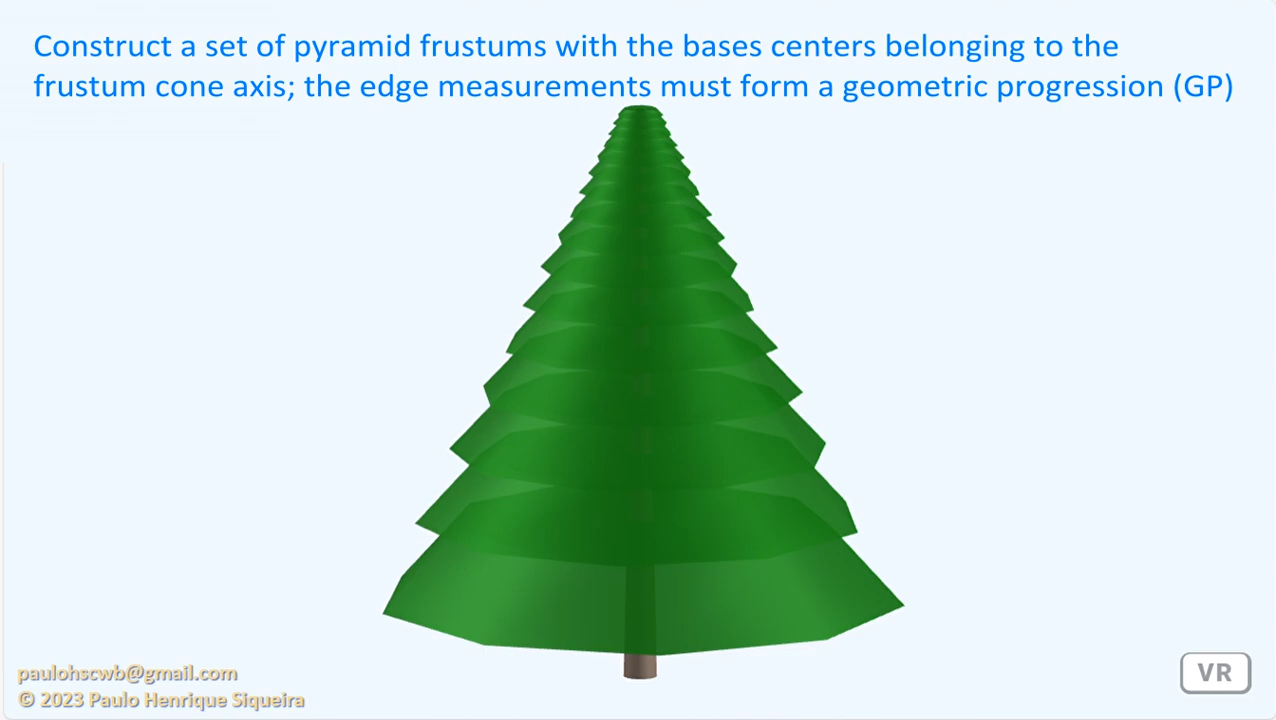 Construct a set of pyramid frustums with the bases centers belonging to the
frustum cone axis; the edge measurements must form a geometric progression (GP)
paulohscwb@gmail.com
© 2023 Paulo Henrique Siqueira
VR